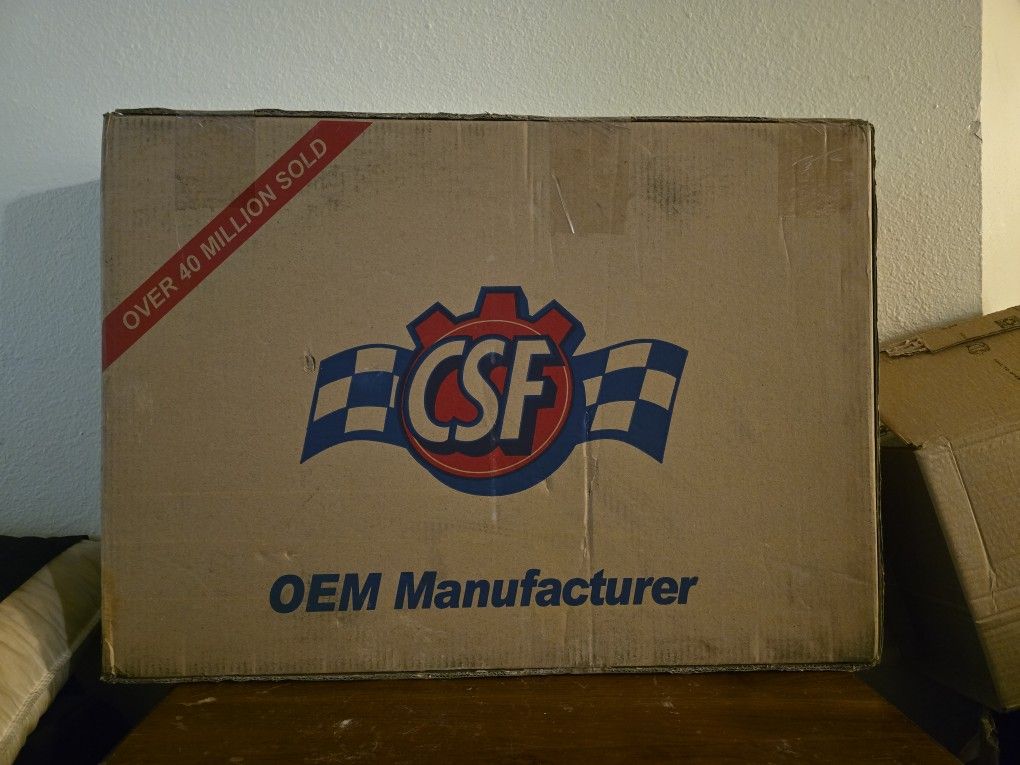 OVER 40 MILLION SOLD
CSF
OEM Manufacturer